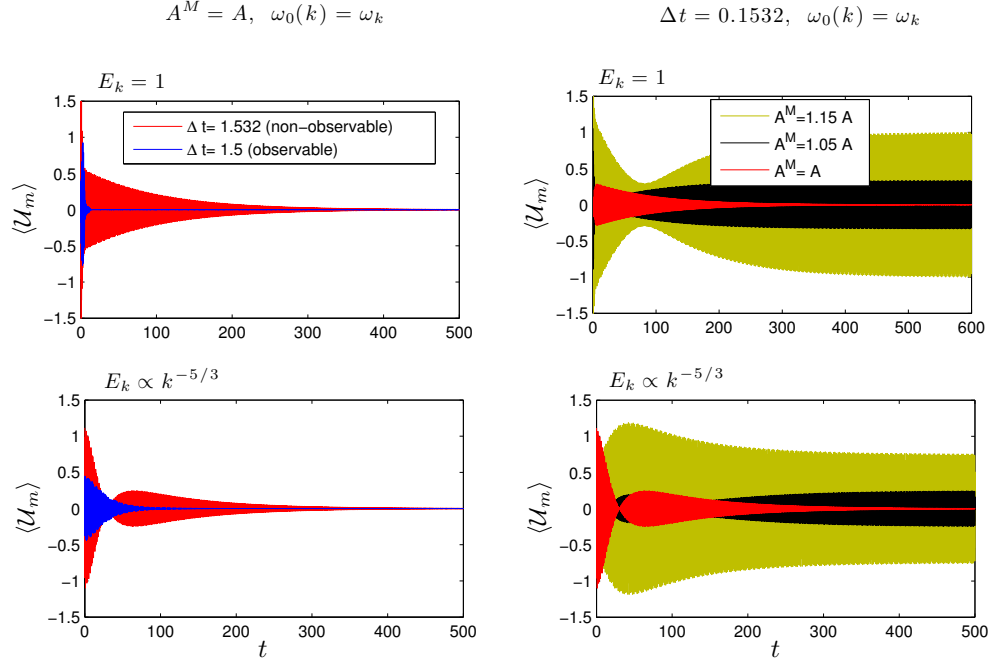 A^M = A, ω_0(k) = ω_k
Δt = 0.1532, ω_0(k) = ω_k
E_k = 1
1.5
1
0.5
0
−0.5
−1
−1.5
⟨𝒰_m⟩
Δ t= 1.532 (non-observable)
Δ t= 1.5 (observable)
0 100 200 300 400 500
E_k = 1
1.5
1
0.5
0
−0.5
−1
−1.5
⟨𝒰_m⟩
A^M=1.15 A
A^M=1.05 A
A^M= A
0 100 200 300 400 500 600
E_k ∝ k^{−5/3}
1.5
1
0.5
0
−0.5
−1
−1.5
⟨𝒰_m⟩
0 100 200 300 400 500
t
E_k ∝ k^{−5/3}
1.5
1
0.5
0
−0.5
−1
−1.5
⟨𝒰_m⟩
0 100 200 300 400 500
t